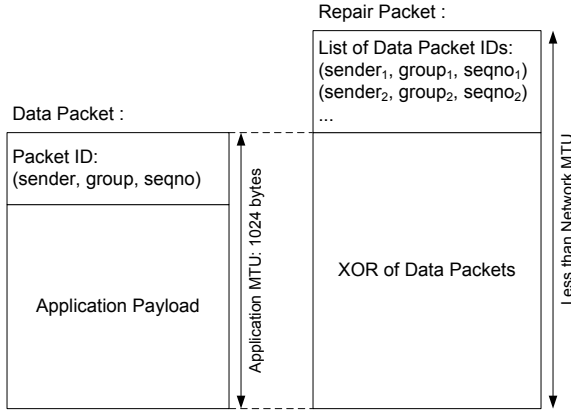 Repair Packet :
List of Data Packet IDs:
(sender₁, group₁, seqno₁)
(sender₂, group₂, seqno₂)
...
Data Packet :
Packet ID:
(sender, group, seqno)
Application Payload
Application MTU: 1024 bytes
XOR of Data Packets
Less than Network MTU